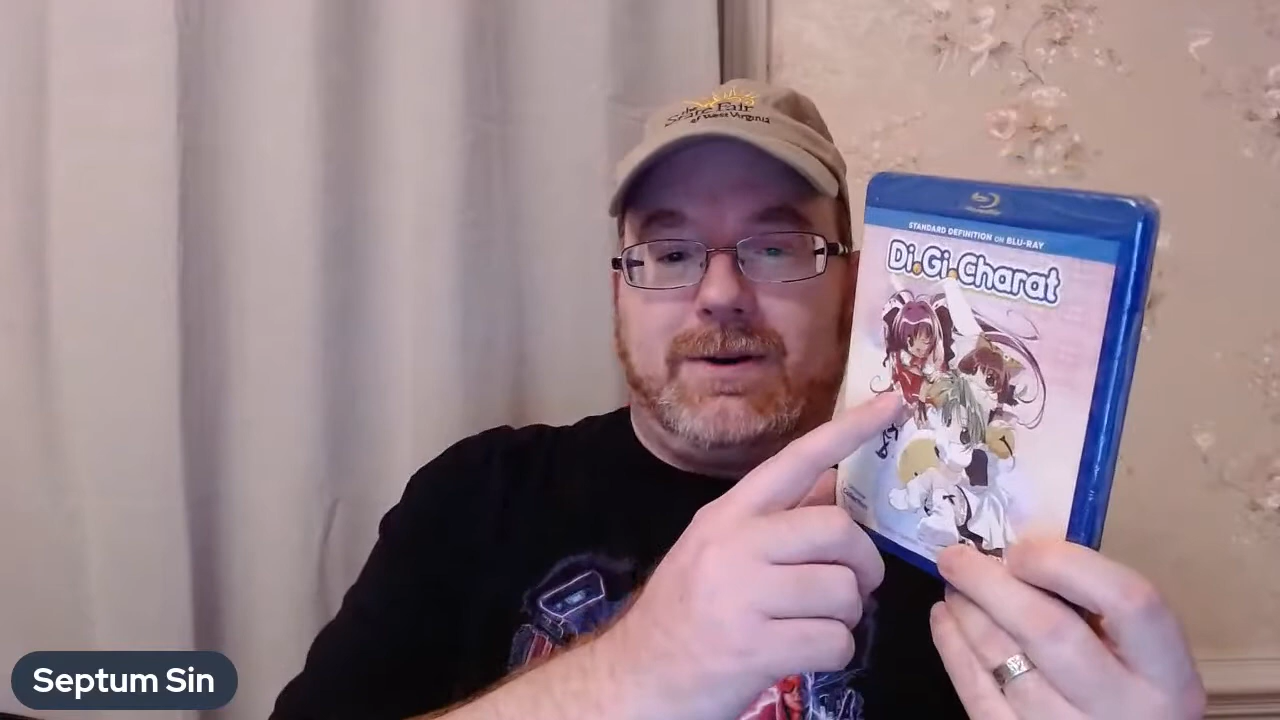 State Fair
of West Virginia
STANDARD DEFINITION ON BLU-RAY
Di.Gi.Charat
Septum Sin